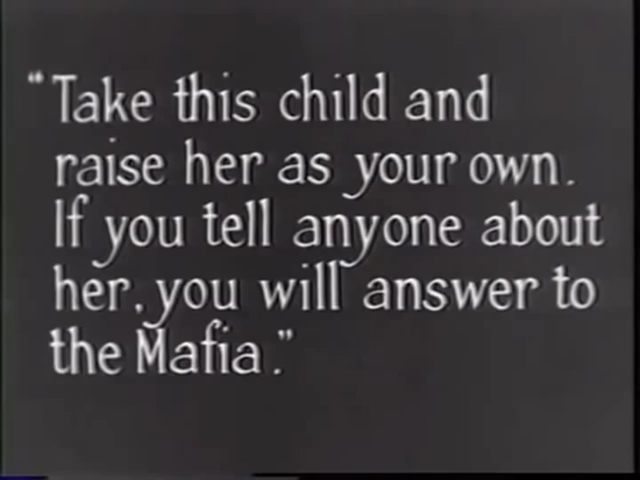 “Take this child and
raise her as your own.
If you tell anyone about
her, you will answer to
the Mafia.”